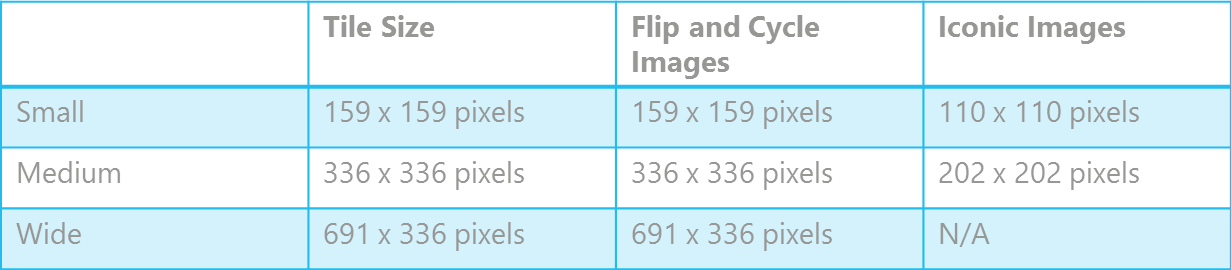 Tile Size Flip and Cycle Images Iconic Images
Small 159 x 159 pixels 159 x 159 pixels 110 x 110 pixels
Medium 336 x 336 pixels 336 x 336 pixels 202 x 202 pixels
Wide 691 x 336 pixels 691 x 336 pixels N/A